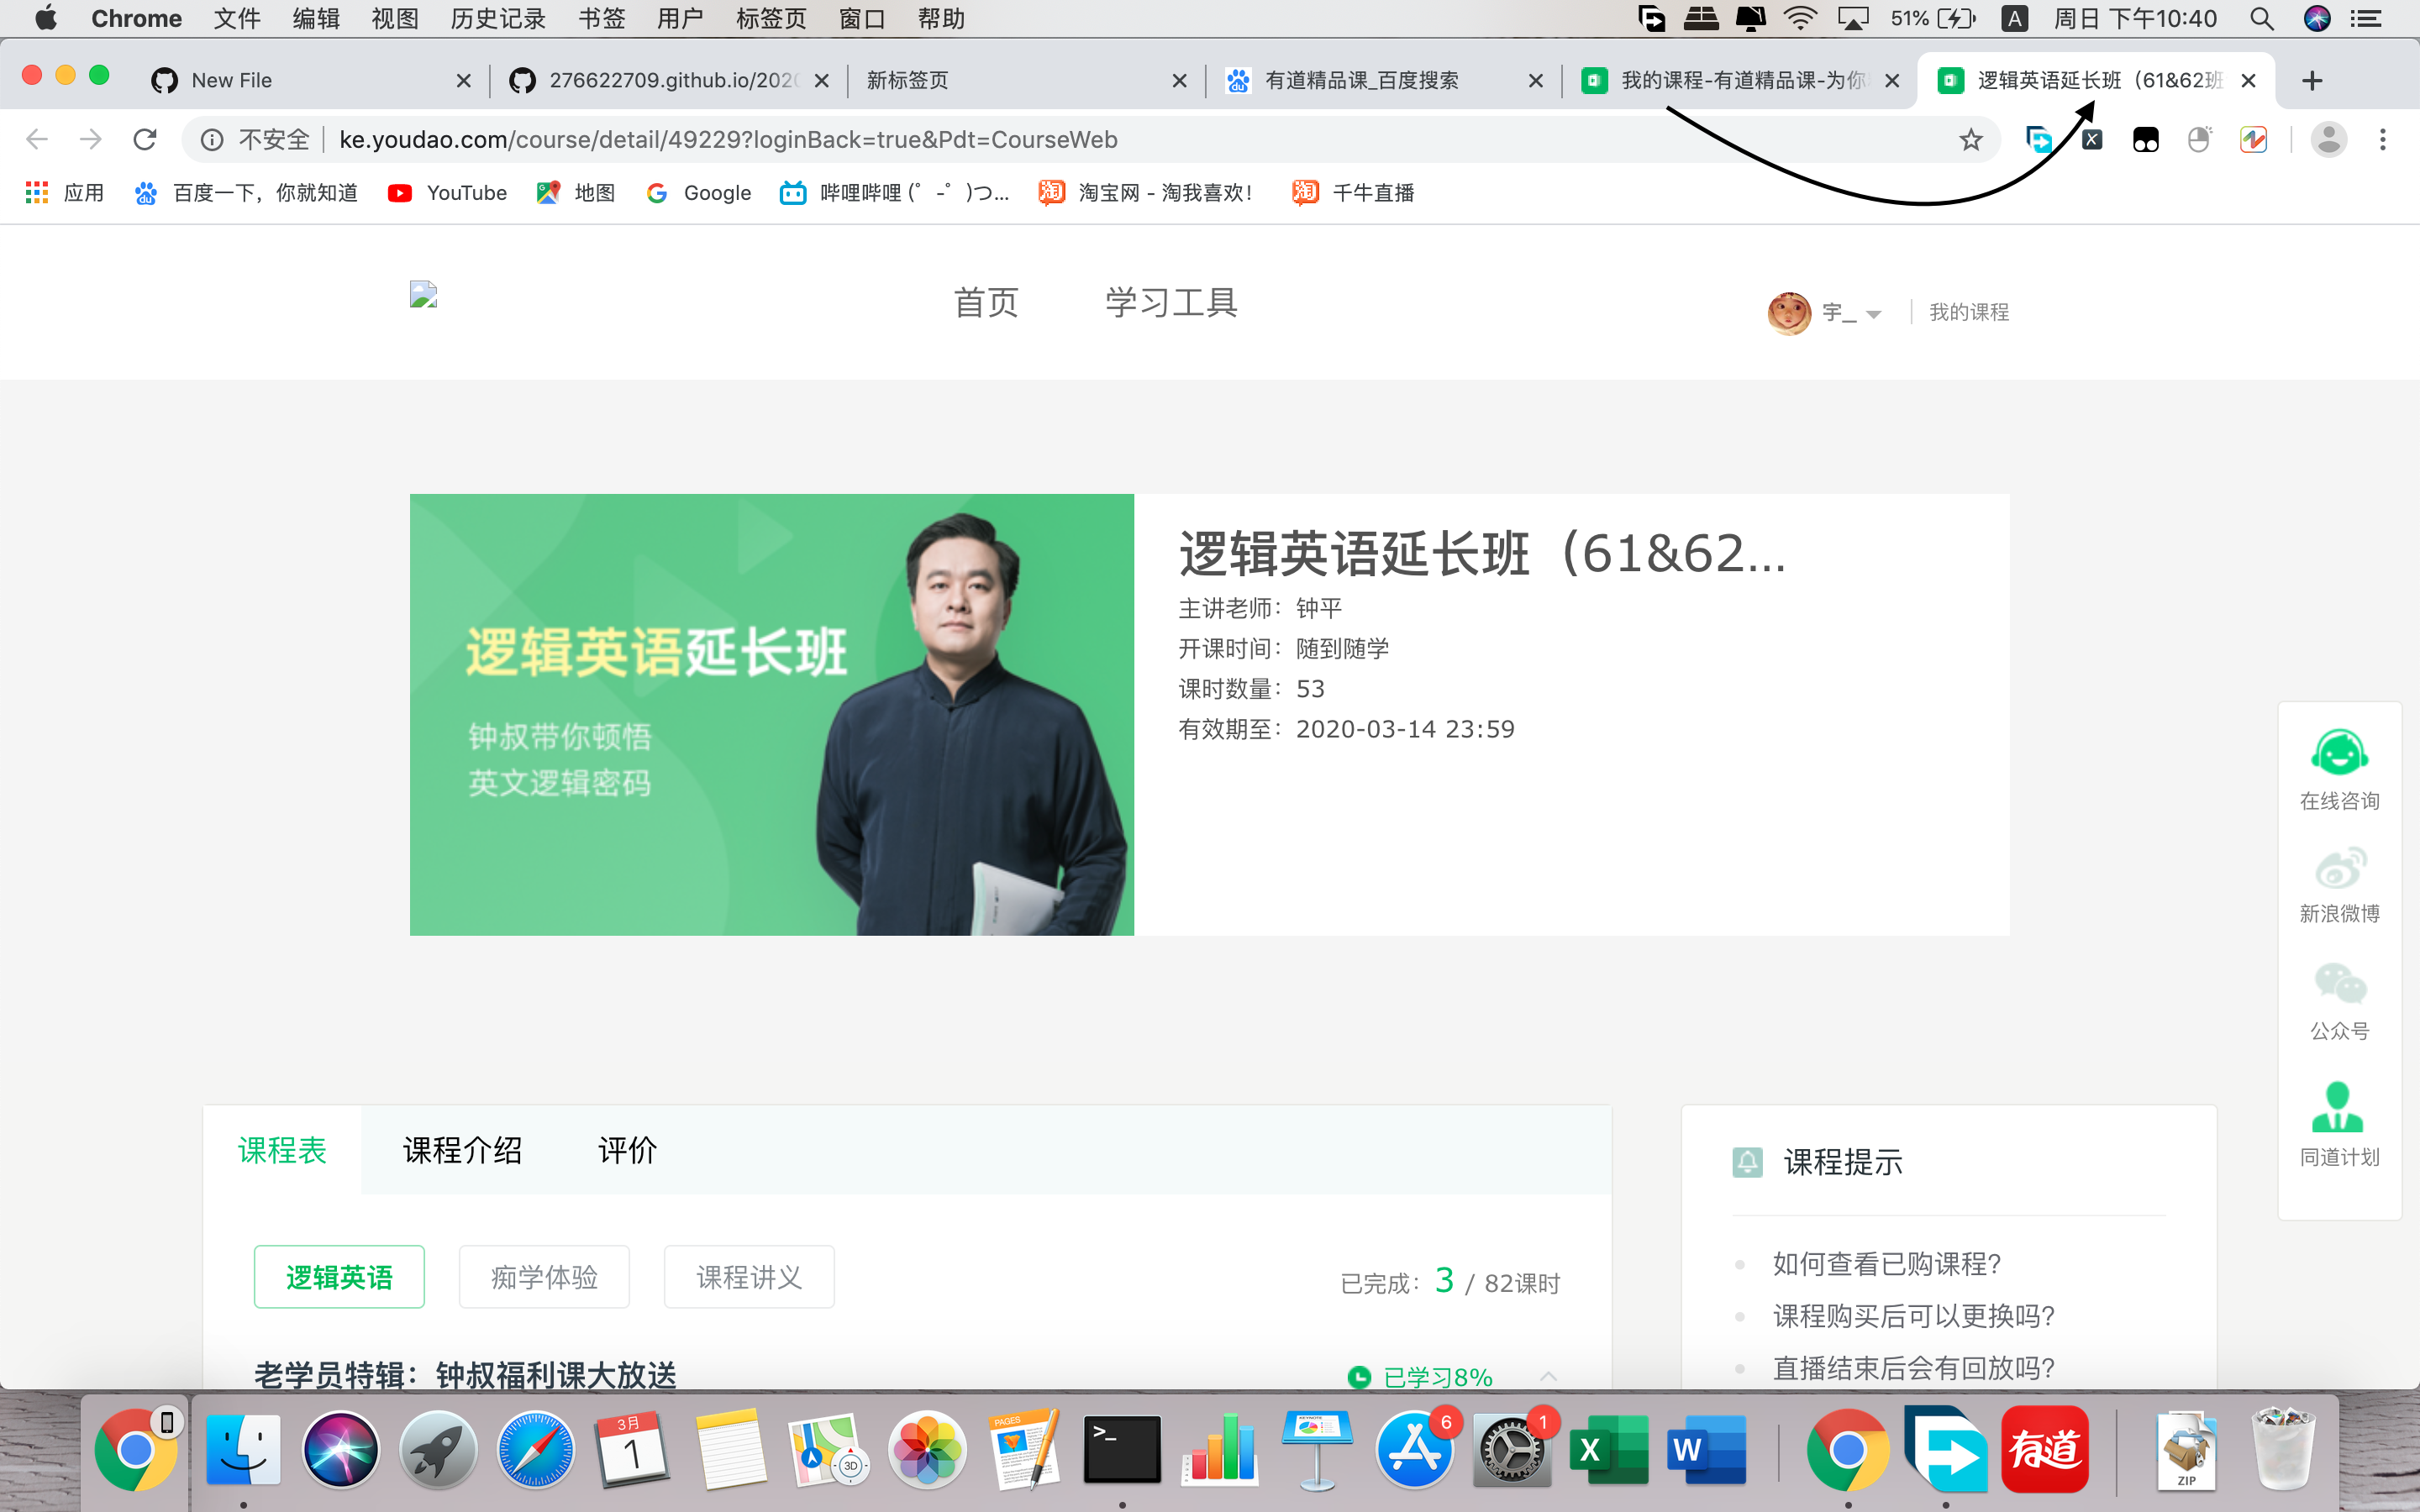 Chrome 文件 编辑 视图 历史记录 书签 用户 标签页 窗口 帮助 51% A 周日 下午10:40
New File
276622709.github.io/202
新标签页
有道精品课_百度搜索
我的课程-有道精品课-为你
逻辑英语延长班（61&62班
不安全 ke.youdao.com/course/detail/49229?loginBack=true&Pdt=CourseWeb
应用 百度一下，你就知道 YouTube 地图 Google 哔哩哔哩 (゜-゜)つ... 淘宝网 - 淘我喜欢！ 千牛直播
首页 学习工具 宇_ 我的课程
逻辑英语延长班
钟叔带你顿悟
英文逻辑密码
逻辑英语延长班（61&62...
主讲老师：钟平
开课时间：随到随学
课时数量：53
有效期至：2020-03-14 23:59
在线咨询
新浪微博
公众号
同道计划
课程表 课程介绍 评价
逻辑英语 痴学体验 课程讲义 已完成：3 / 82课时
老学员特辑：钟叔福利课大放送 已学习8%
课程提示
如何查看已购课程?
课程购买后可以更换吗?
直播结束后会有回放吗?
3月
1
3D
PAGES
>_
KEYNOTE
6
1
X
W
有道
ZIP